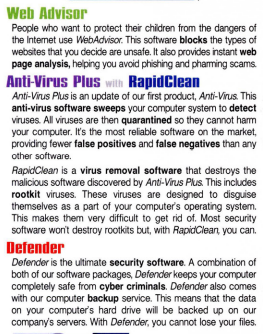 Web Advisor
People who want to protect their children from the dangers of
the Internet use WebAdvisor. This software blocks the types of
websites that you decide are unsafe. It also provides instant web
page analysis, helping you avoid phishing and pharming scams.
Anti-Virus Plus with RapidClean
Anti-Virus Plus is an update of our first product, Anti-Virus. This
anti-virus software sweeps your computer system to detect
viruses. All viruses are then quarantined so they cannot harm
your computer. It's the most reliable software on the market,
providing fewer false positives and false negatives than any
other software.
RapidClean is a virus removal software that destroys the
malicious software discovered by Anti-Virus Plus. This includes
rootkit viruses. These viruses are designed to disguise
themselves as a part of your computer's operating system.
This makes them very difficult to get rid of. Most security
software won't destroy rootkits but, with RapidClean, you can.
Defender
Defender is the ultimate security software. A combination of
both of our software packages, Defender keeps your computer
completely safe from cyber criminals. Defender also comes
with our computer backup service. This means that the data
on your computer's hard drive will be backed up on our
company's servers. With Defender, you cannot lose your files.